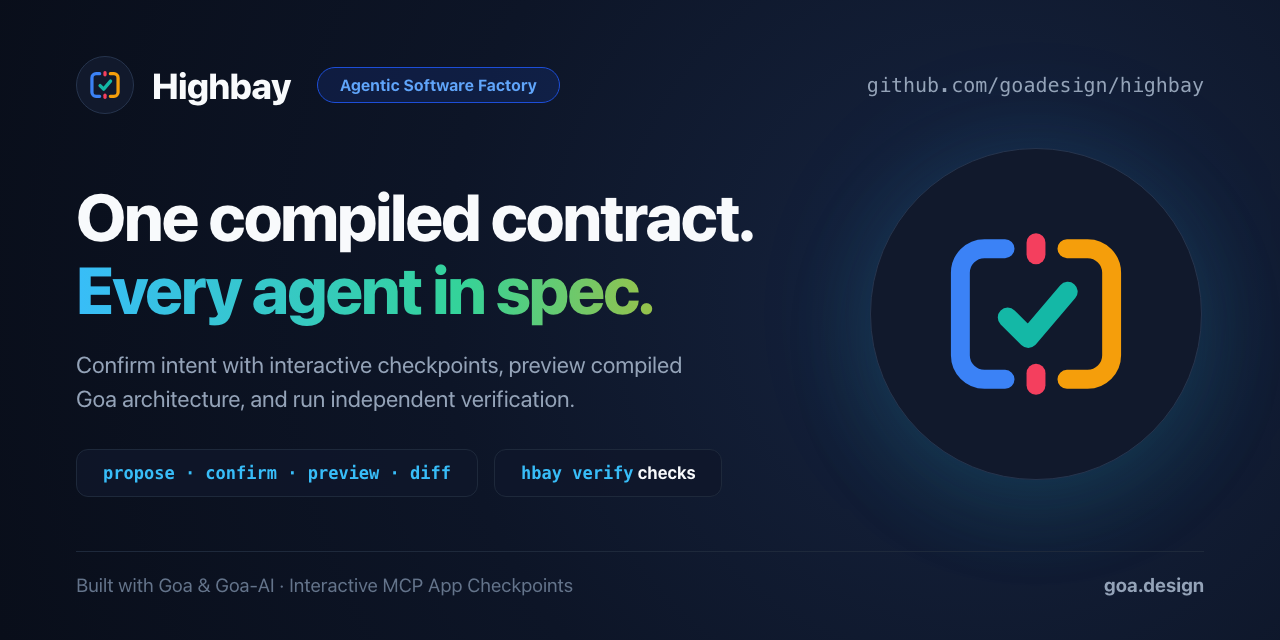 Highbay
Agentic Software Factory
github.com/goadesign/highbay
One compiled contract.
Every agent in spec.
Confirm intent with interactive checkpoints, preview compiled
Goa architecture, and run independent verification.
propose · confirm · preview · diff
hbay verify checks
Built with Goa & Goa-AI · Interactive MCP App Checkpoints
goa.design